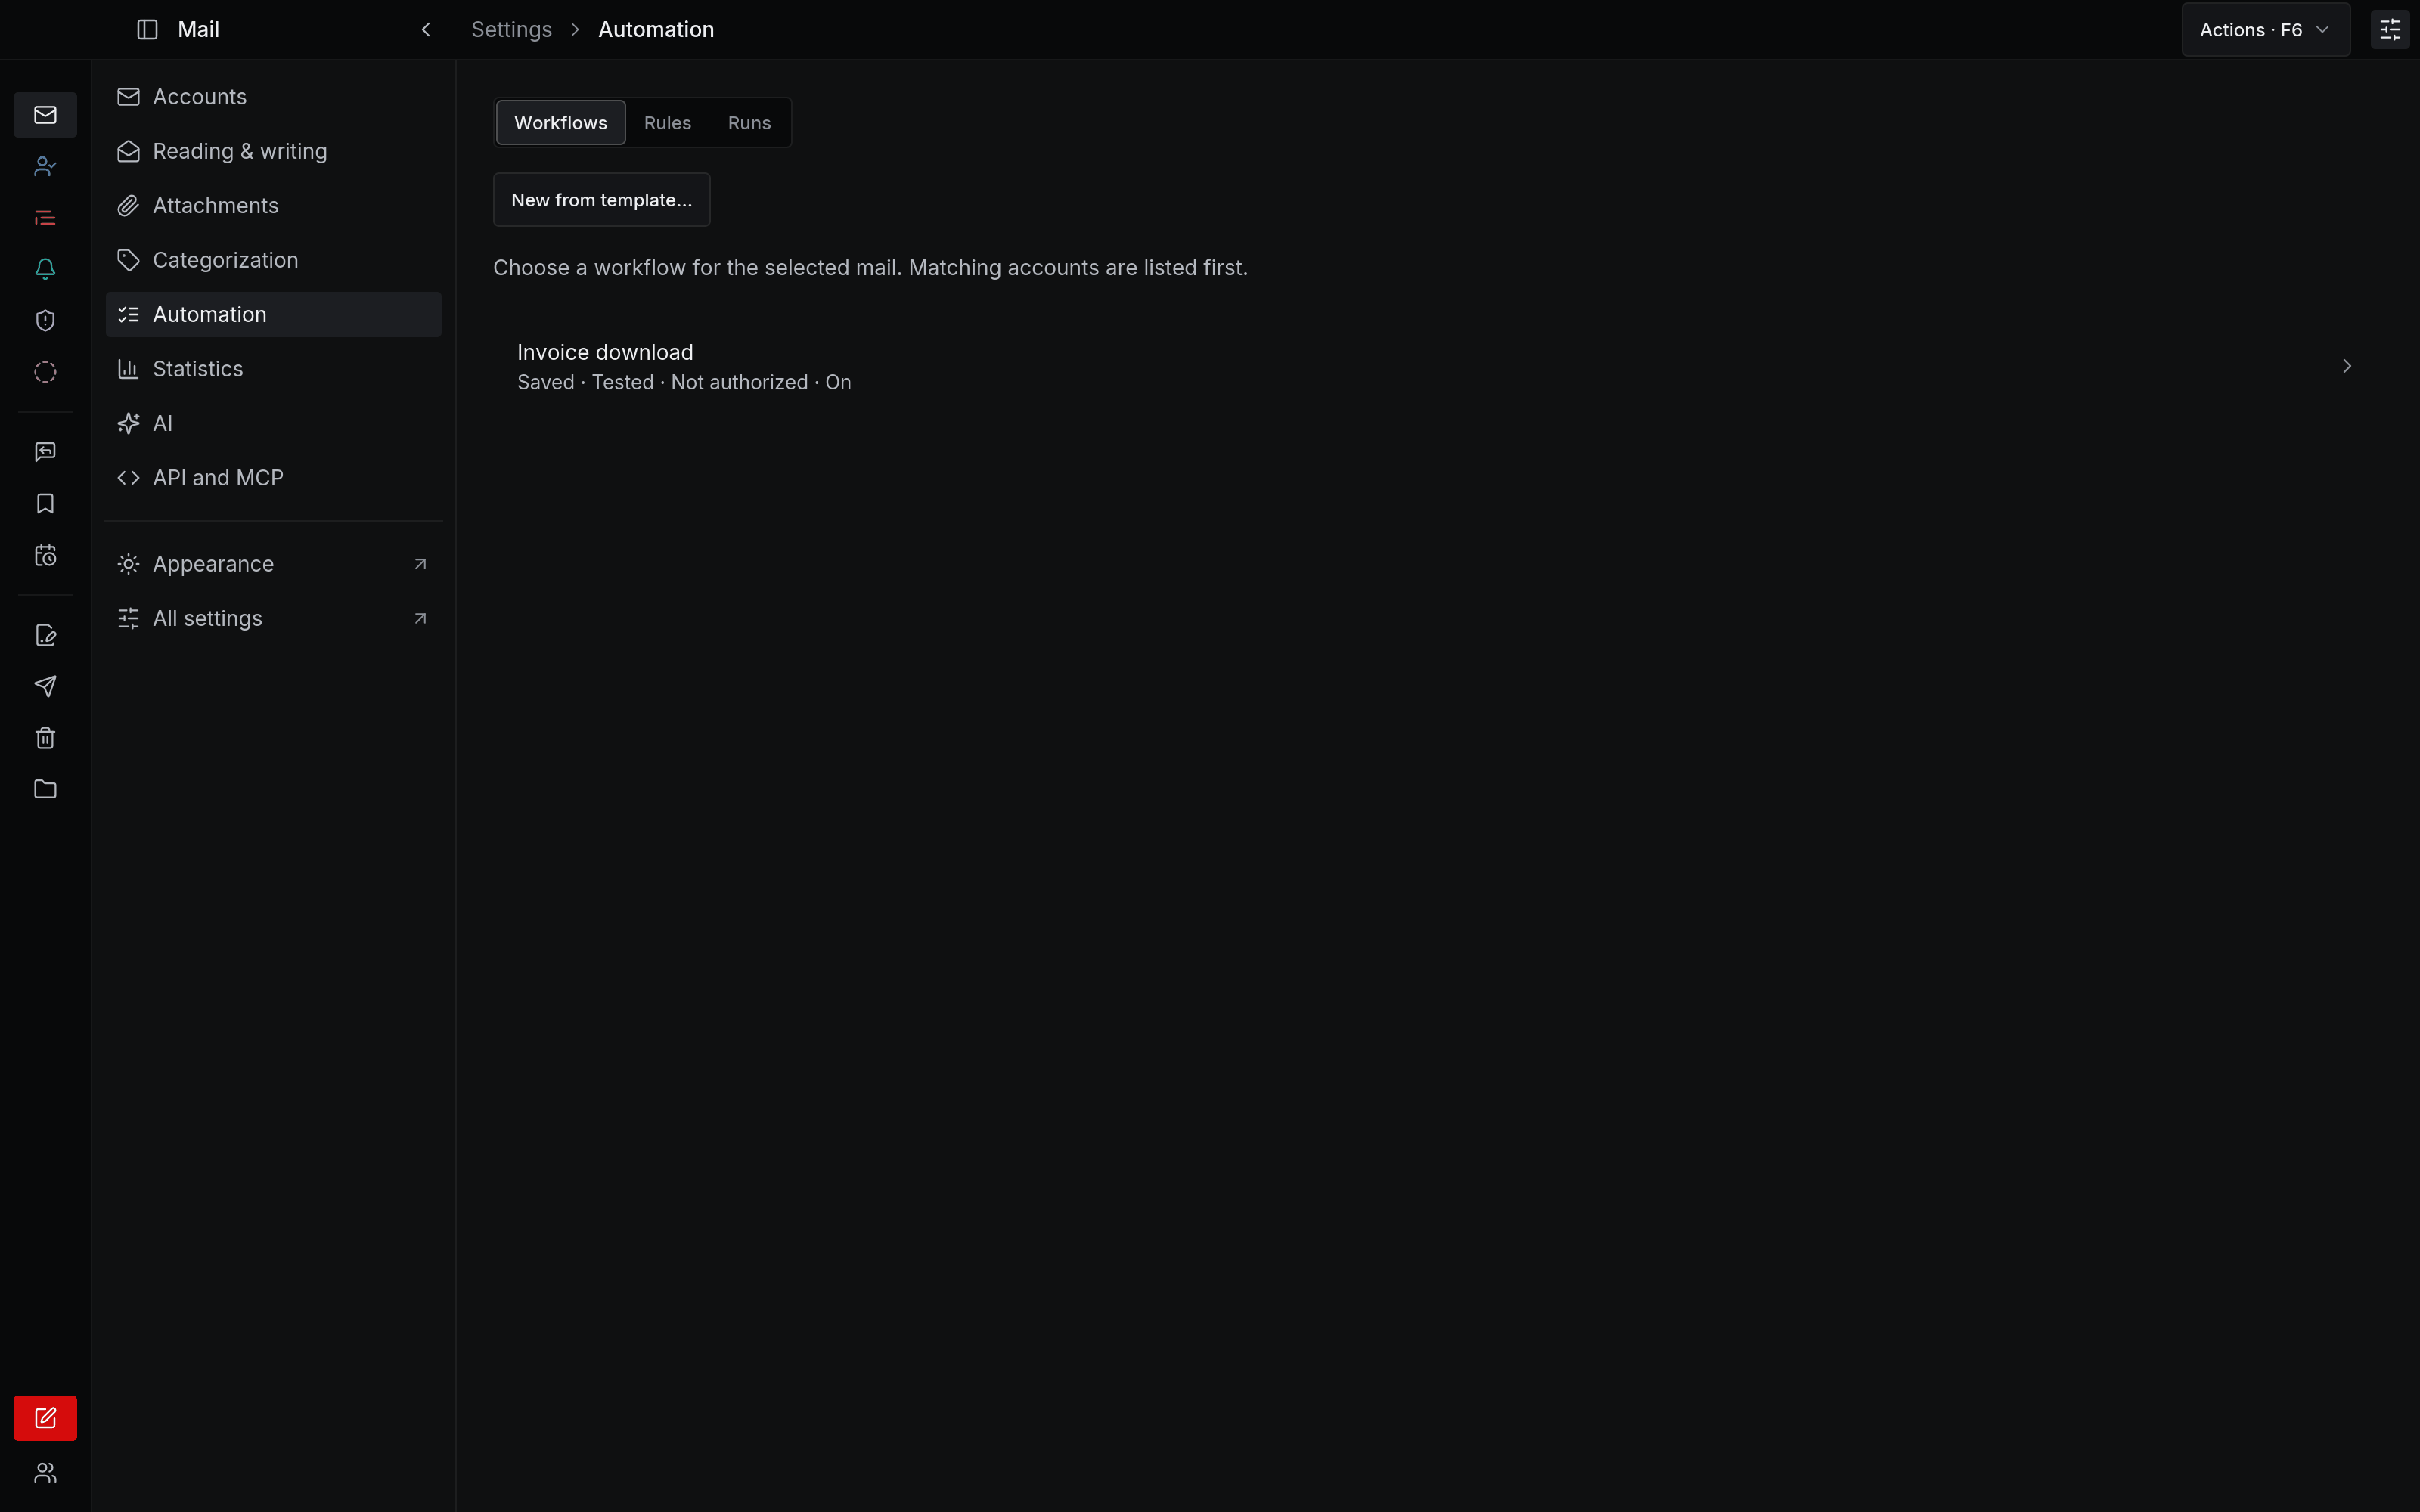 Mail
Settings
Automation
Actions · F6
Accounts
Reading & writing
Attachments
Categorization
Automation
Statistics
AI
API and MCP
Appearance
All settings
Workflows
Rules
Runs
New from template...
Choose a workflow for the selected mail. Matching accounts are listed first.
Invoice download
Saved · Tested · Not authorized · On